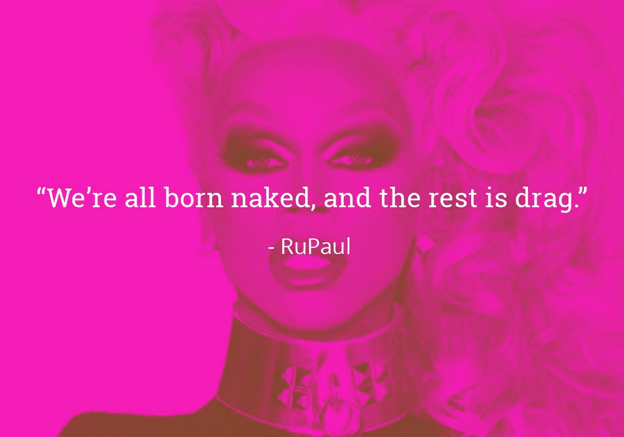 “We’re all born naked, and the rest is drag.”
- RuPaul